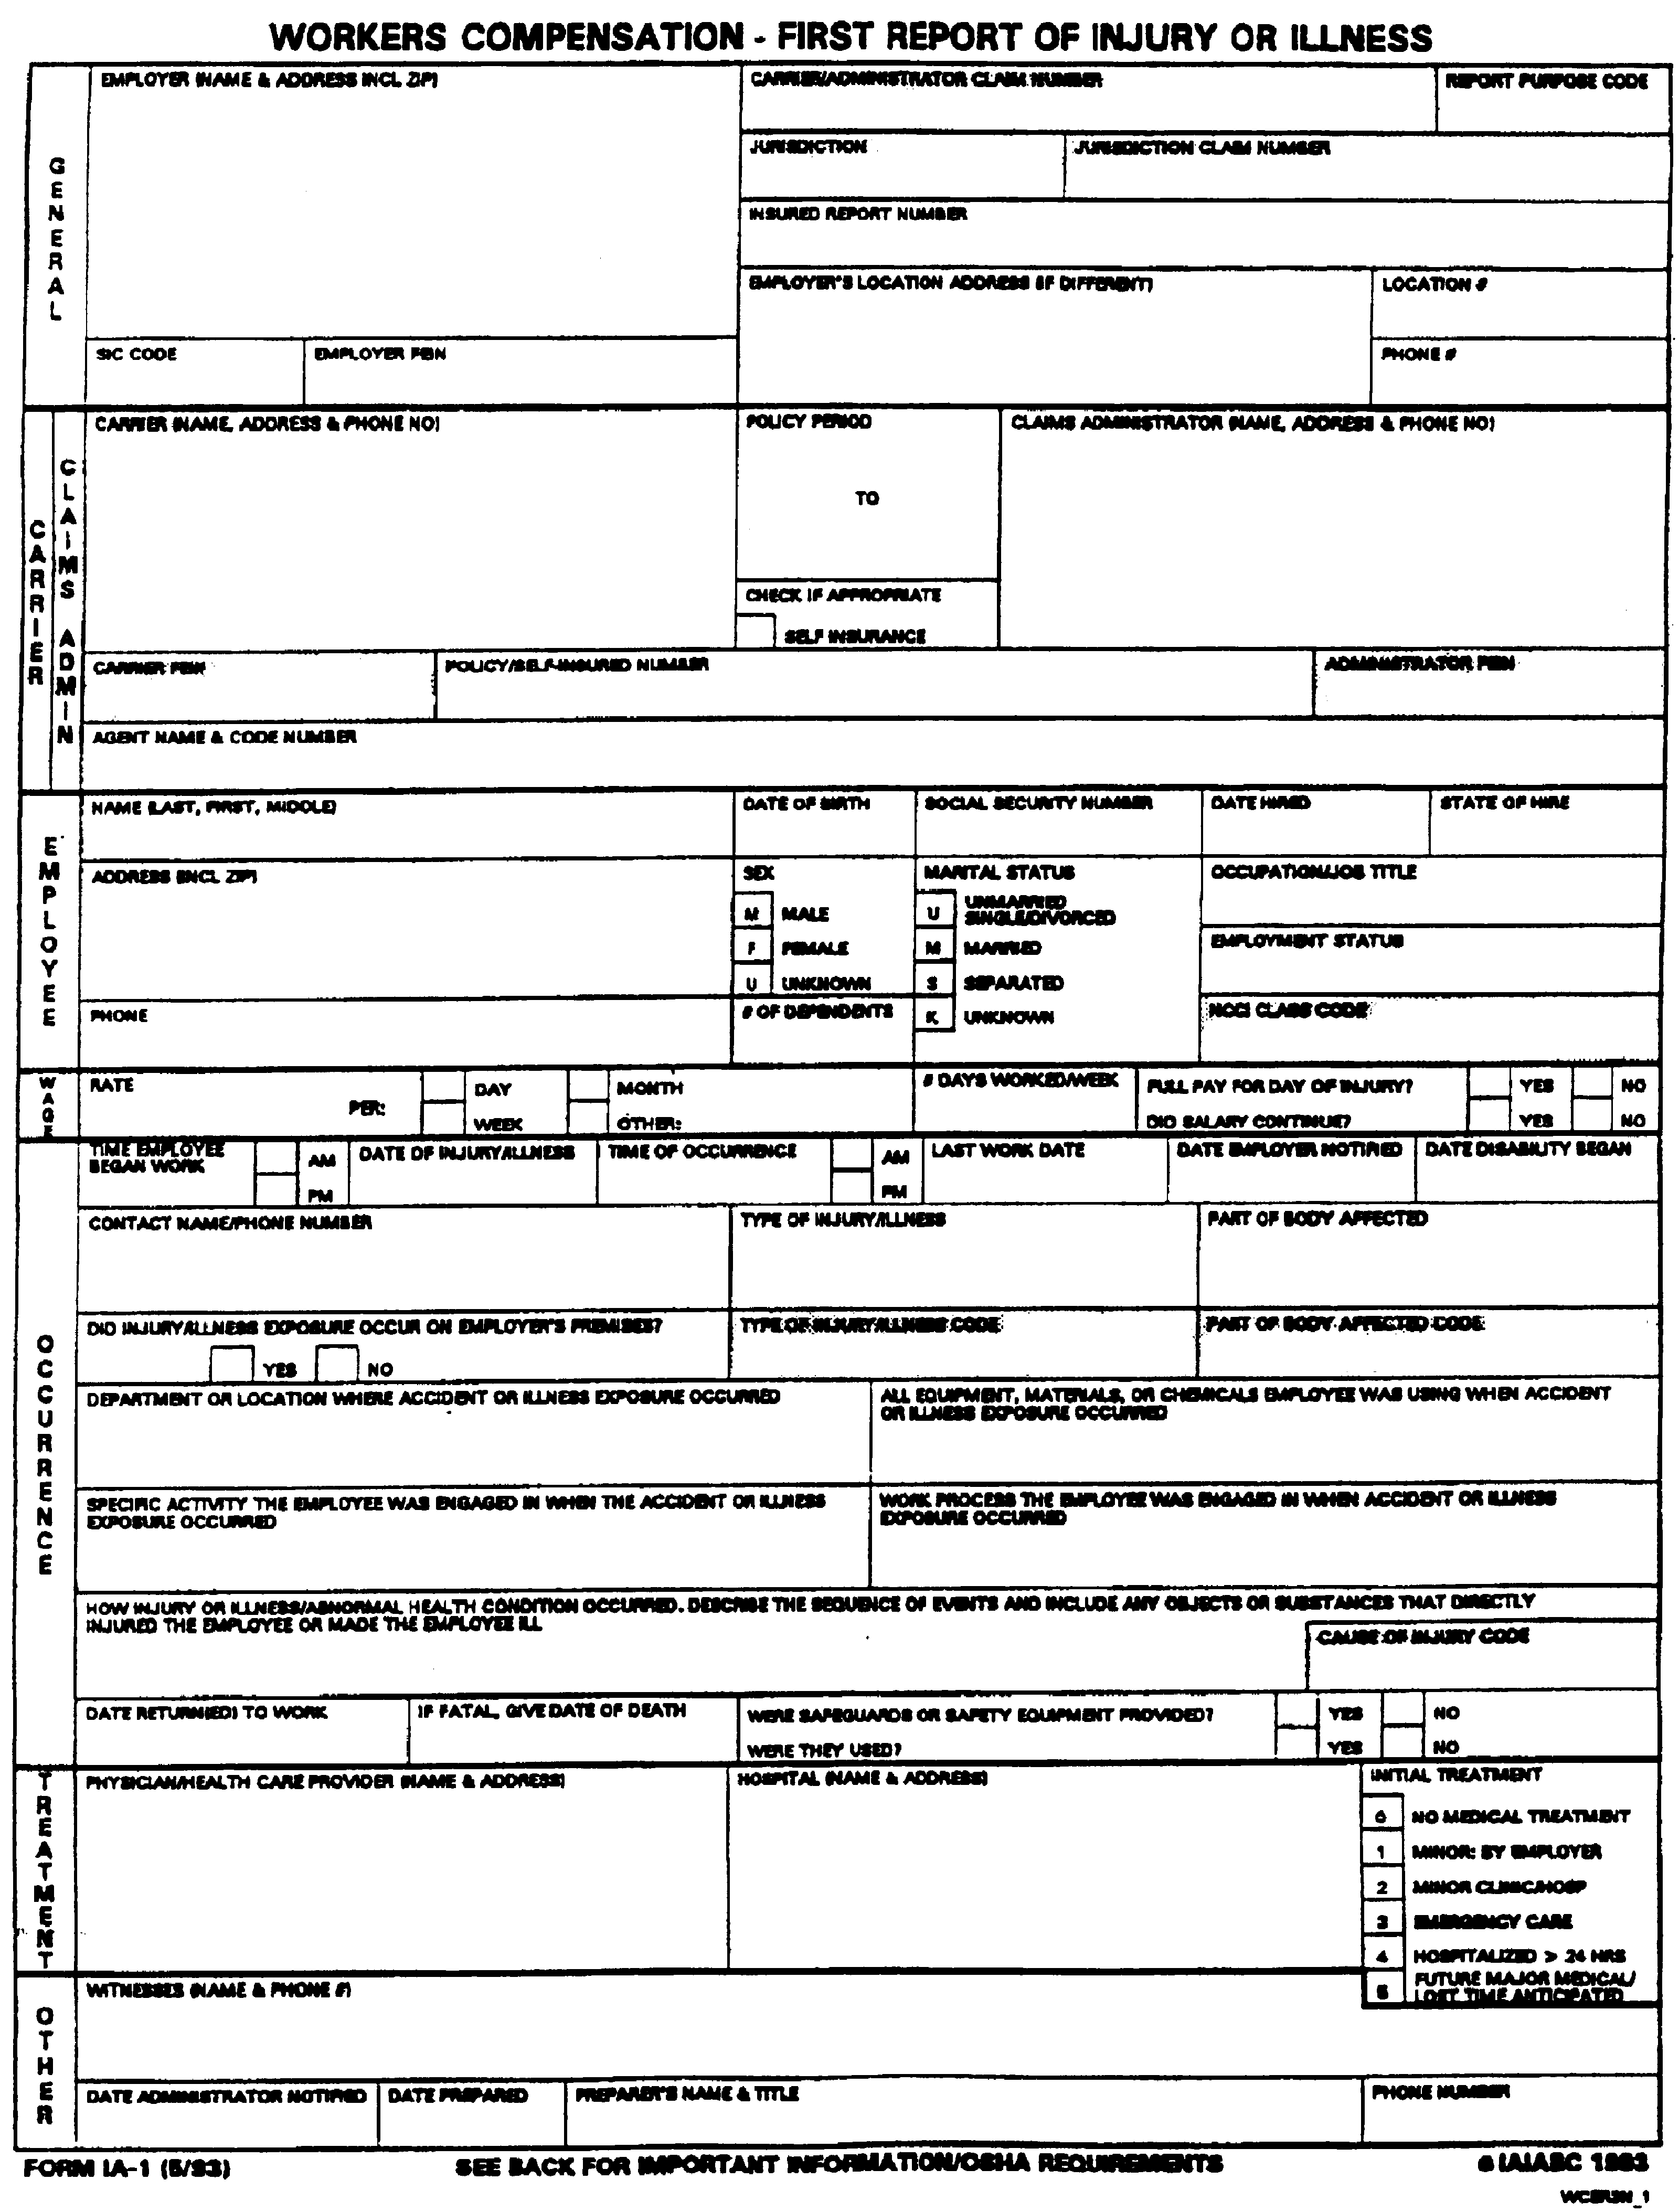 WORKERS COMPENSATION - FIRST REPORT OF INJURY OR ILLNESS
GENERAL
EMPLOYER (NAME & ADDRESS INCL ZIP)
CARRIER/ADMINISTRATOR CLAIM NUMBER
REPORT PURPOSE CODE
JURISDICTION
JURISDICTION CLAIM NUMBER
INSURED REPORT NUMBER
EMPLOYER'S LOCATION ADDRESS (IF DIFFERENT)
LOCATION #
PHONE #
SIC CODE
EMPLOYER FEIN
CARRIER
CLAIMS ADMIN
CARRIER (NAME, ADDRESS & PHONE NO)
POLICY PERIOD
TO
CLAIMS ADMINISTRATOR (NAME, ADDRESS & PHONE NO)
CHECK IF APPROPRIATE
SELF INSURANCE
CARRIER FEIN
POLICY/SELF-INSURED NUMBER
ADMINISTRATOR FEIN
AGENT NAME & CODE NUMBER
EMPLOYEE
NAME (LAST, FIRST, MIDDLE)
DATE OF BIRTH
SOCIAL SECURITY NUMBER
DATE HIRED
STATE OF HIRE
ADDRESS (INCL ZIP)
SEX
M MALE
F FEMALE
U UNKNOWN
MARITAL STATUS
U UNMARRIED
SINGLE/DIVORCED
M MARRIED
S SEPARATED
K UNKNOWN
OCCUPATION/JOB TITLE
EMPLOYMENT STATUS
NCCI CLASS CODE
PHONE
# OF DEPENDENTS
WAGE
RATE
PER:
DAY
WEEK
MONTH
OTHER:
# DAYS WORKED/WEEK
FULL PAY FOR DAY OF INJURY? YES NO
DID SALARY CONTINUE? YES NO
OCCURRENCE
TIME EMPLOYEE
BEGAN WORK
AM
PM
DATE OF INJURY/ILLNESS
TIME OF OCCURRENCE
AM
PM
LAST WORK DATE
DATE EMPLOYER NOTIFIED
DATE DISABILITY BEGAN
CONTACT NAME/PHONE NUMBER
TYPE OF INJURY/ILLNESS
PART OF BODY AFFECTED
DID INJURY/ILLNESS EXPOSURE OCCUR ON EMPLOYER'S PREMISES?
YES NO
TYPE OF INJURY/ILLNESS CODE
PART OF BODY AFFECTED CODE
DEPARTMENT OR LOCATION WHERE ACCIDENT OR ILLNESS EXPOSURE OCCURRED
ALL EQUIPMENT, MATERIALS, OR CHEMICALS EMPLOYEE WAS USING WHEN ACCIDENT
OR ILLNESS EXPOSURE OCCURRED
SPECIFIC ACTIVITY THE EMPLOYEE WAS ENGAGED IN WHEN THE ACCIDENT OR ILLNESS
EXPOSURE OCCURRED
WORK PROCESS THE EMPLOYEE WAS ENGAGED IN WHEN ACCIDENT OR ILLNESS
EXPOSURE OCCURRED
HOW INJURY OR ILLNESS/ABNORMAL HEALTH CONDITION OCCURRED. DESCRIBE THE SEQUENCE OF EVENTS AND INCLUDE ANY OBJECTS OR SUBSTANCES THAT DIRECTLY
INJURED THE EMPLOYEE OR MADE THE EMPLOYEE ILL
CAUSE OF INJURY CODE
DATE RETURN(ED) TO WORK
IF FATAL, GIVE DATE OF DEATH
WERE SAFEGUARDS OR SAFETY EQUIPMENT PROVIDED? YES NO
WERE THEY USED? YES NO
TREATMENT
PHYSICIAN/HEALTH CARE PROVIDER (NAME & ADDRESS)
HOSPITAL (NAME & ADDRESS)
INITIAL TREATMENT
0 NO MEDICAL TREATMENT
1 MINOR: BY EMPLOYER
2 MINOR CLINIC/HOSP
3 EMERGENCY CARE
4 HOSPITALIZED > 24 HRS
5 FUTURE MAJOR MEDICAL/
LOST TIME ANTICIPATED
OTHER
WITNESSES (NAME & PHONE #)
DATE ADMINISTRATOR NOTIFIED
DATE PREPARED
PREPARER'S NAME & TITLE
PHONE NUMBER
FORM IA-1 (5/93)
SEE BACK FOR IMPORTANT INFORMATION/OSHA REQUIREMENTS
© IAIABC 1993